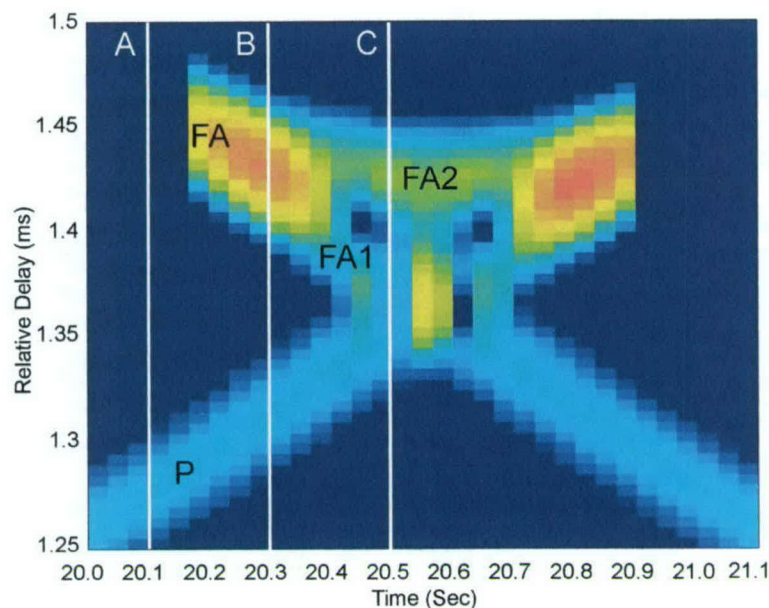 1.5
A B C
1.45
FA
FA2
1.4
FA1
1.35
1.3
P
1.25
Relative Delay (ms)
20.0 20.1 20.2 20.3 20.4 20.5 20.6 20.7 20.8 20.9 21.0 21.1
Time (Sec)